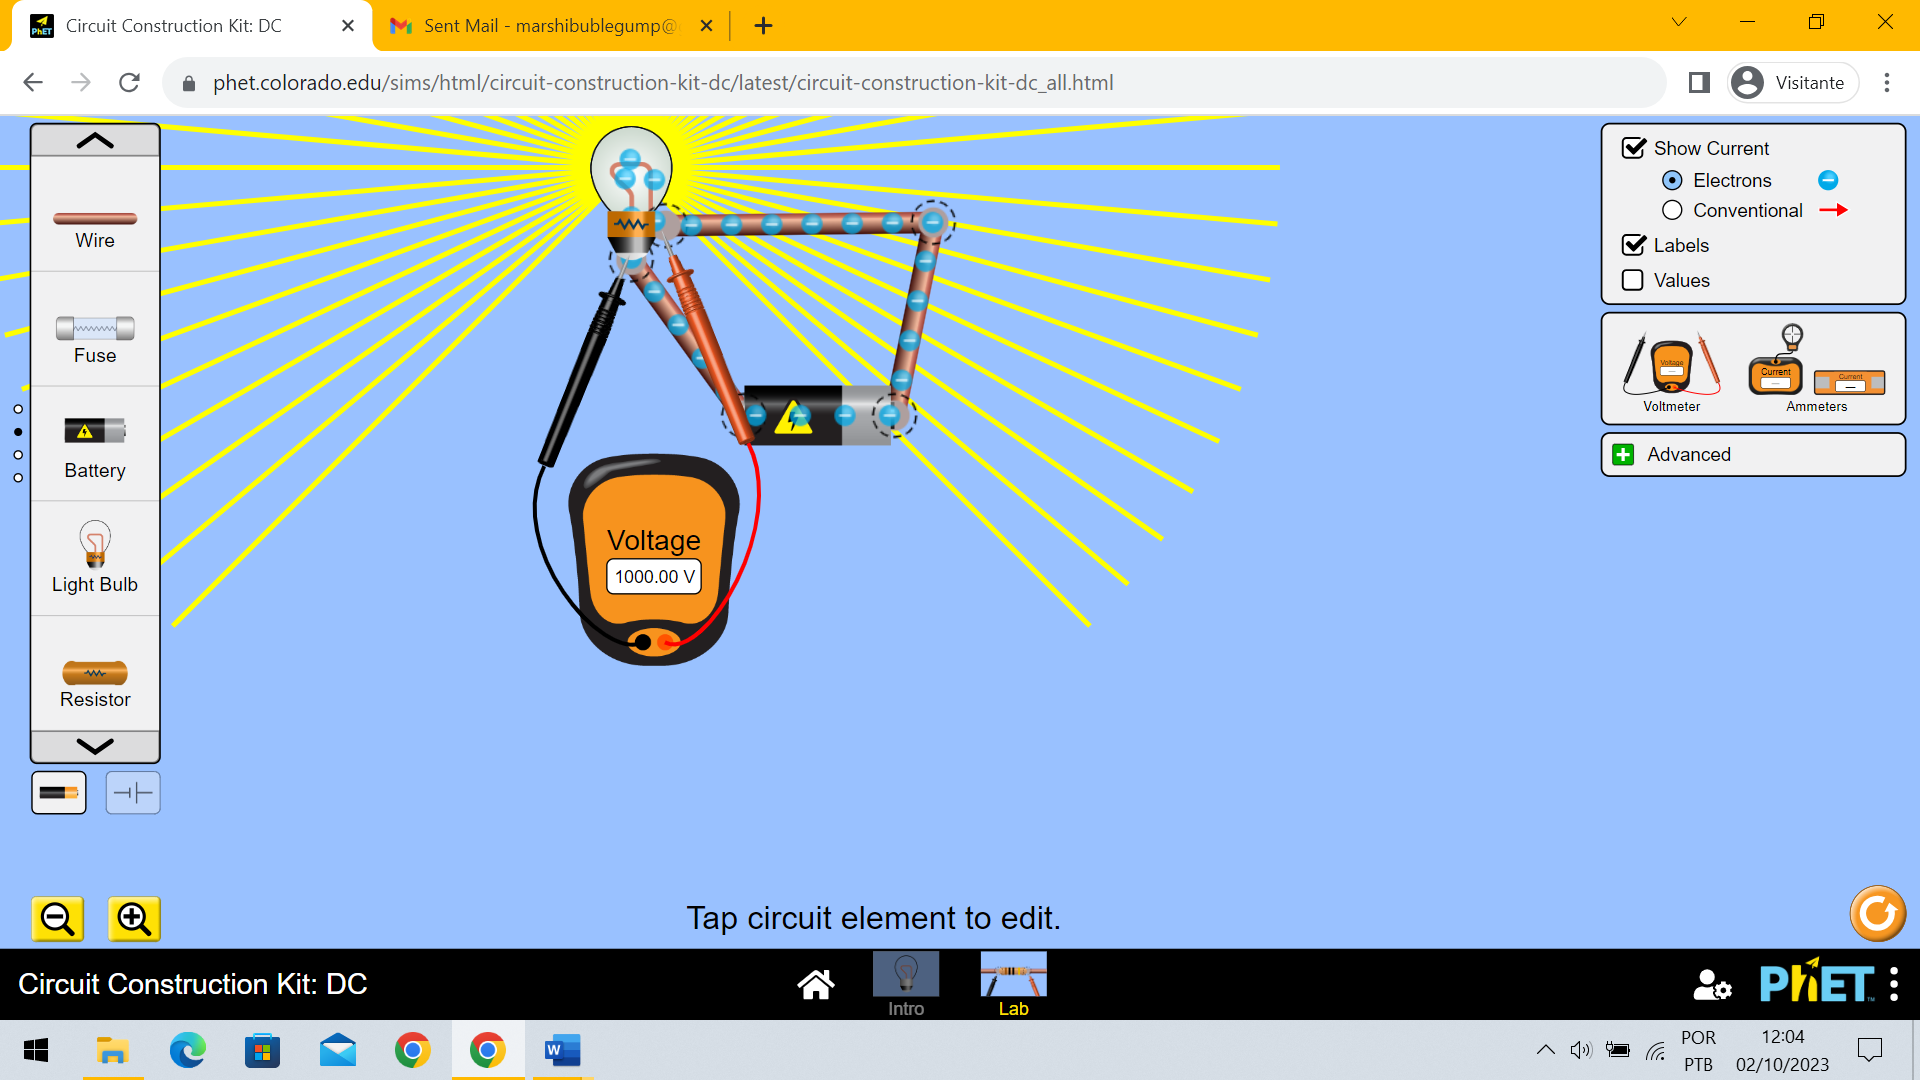 Circuit Construction Kit: DC
Sent Mail - marshibublegump@
phet.colorado.edu/sims/html/circuit-construction-kit-dc/latest/circuit-construction-kit-dc_all.html
Visitante
Wire
Fuse
Battery
Light Bulb
Resistor
Voltage
1000.00 V
Show Current
Electrons
Conventional
Labels
Values
Voltage
Current
Current
Voltmeter
Ammeters
Advanced
Tap circuit element to edit.
Circuit Construction Kit: DC
Intro
Lab
PhET
POR
PTB
12:04
02/10/2023